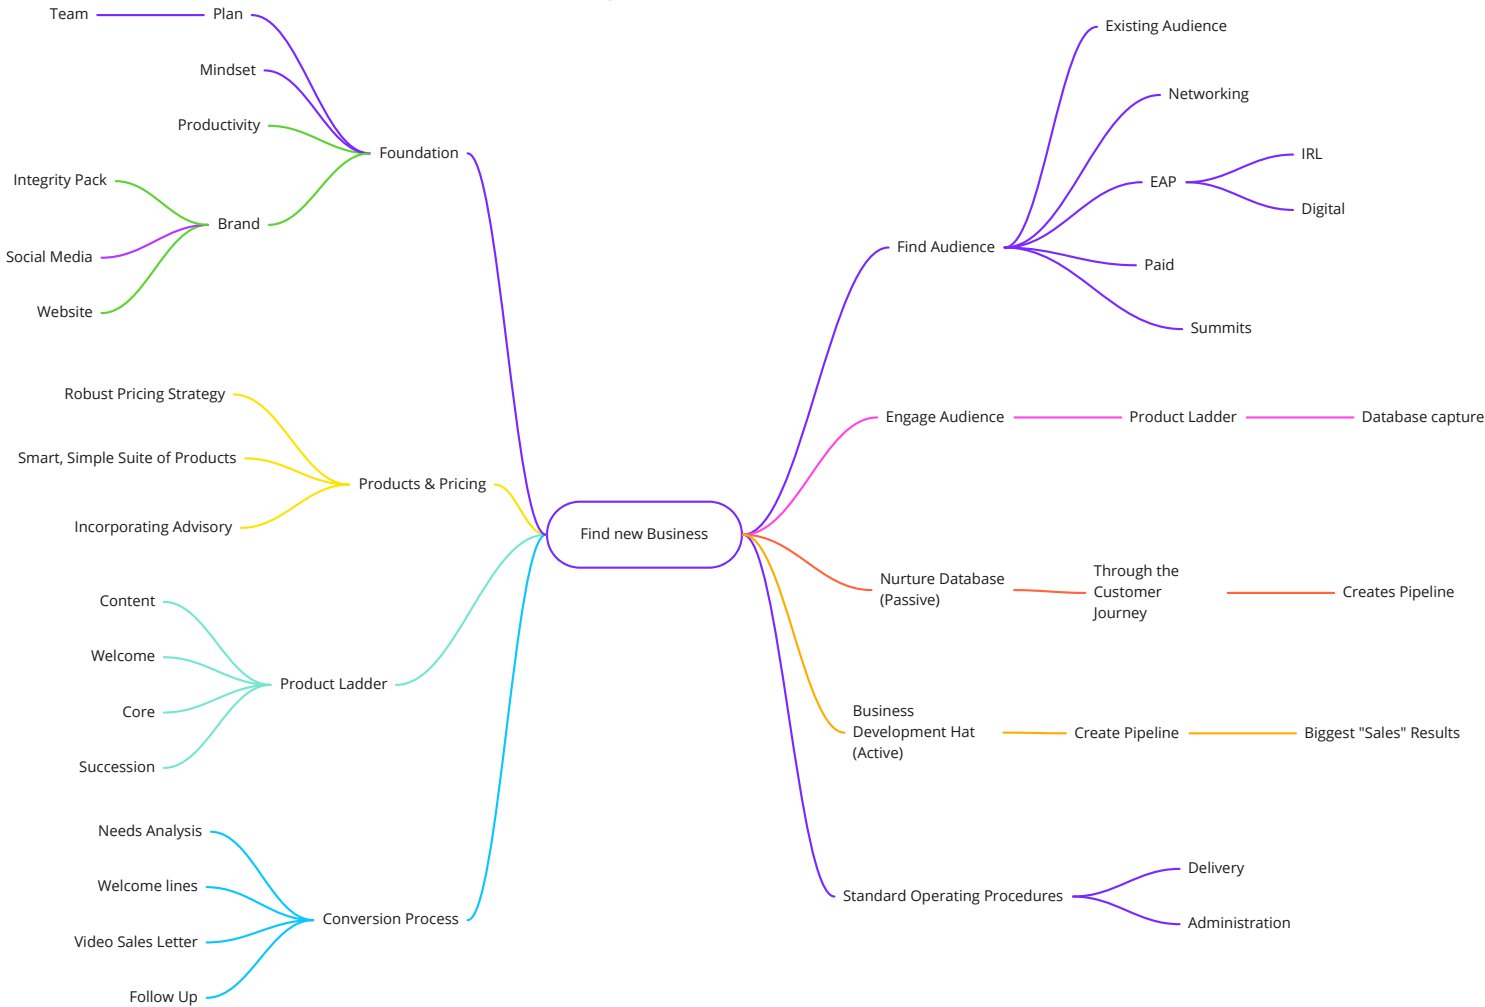 Team
Plan
Mindset
Productivity
Foundation
Integrity Pack
Brand
Social Media
Website
Robust Pricing Strategy
Smart, Simple Suite of Products
Products & Pricing
Incorporating Advisory
Content
Welcome
Product Ladder
Core
Succession
Needs Analysis
Welcome lines
Conversion Process
Video Sales Letter
Follow Up
Find new Business
Existing Audience
Networking
IRL
EAP
Digital
Find Audience
Paid
Summits
Engage Audience
Product Ladder
Database capture
Nurture Database
(Passive)
Through the
Customer
Journey
Creates Pipeline
Business
Development Hat
(Active)
Create Pipeline
Biggest "Sales" Results
Standard Operating Procedures
Delivery
Administration